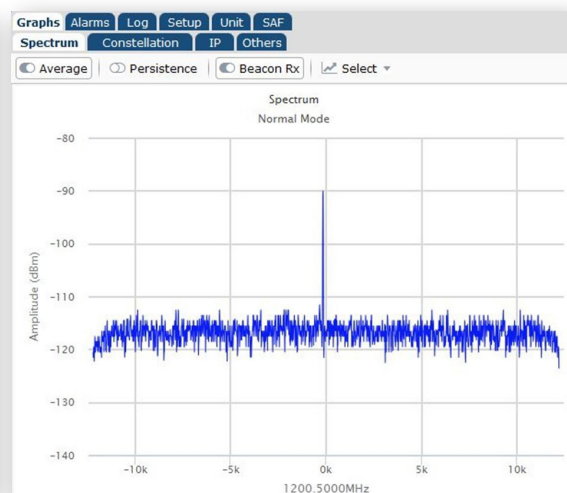 Graphs Alarms Log Setup Unit SAF
Spectrum Constellation IP Others
Average Persistence Beacon Rx Select
Spectrum
Normal Mode
−80
−90
−100
−110
−120
−130
−140
Amplitude (dBm)
−10k −5k 0k 5k 10k
1200.5000MHz